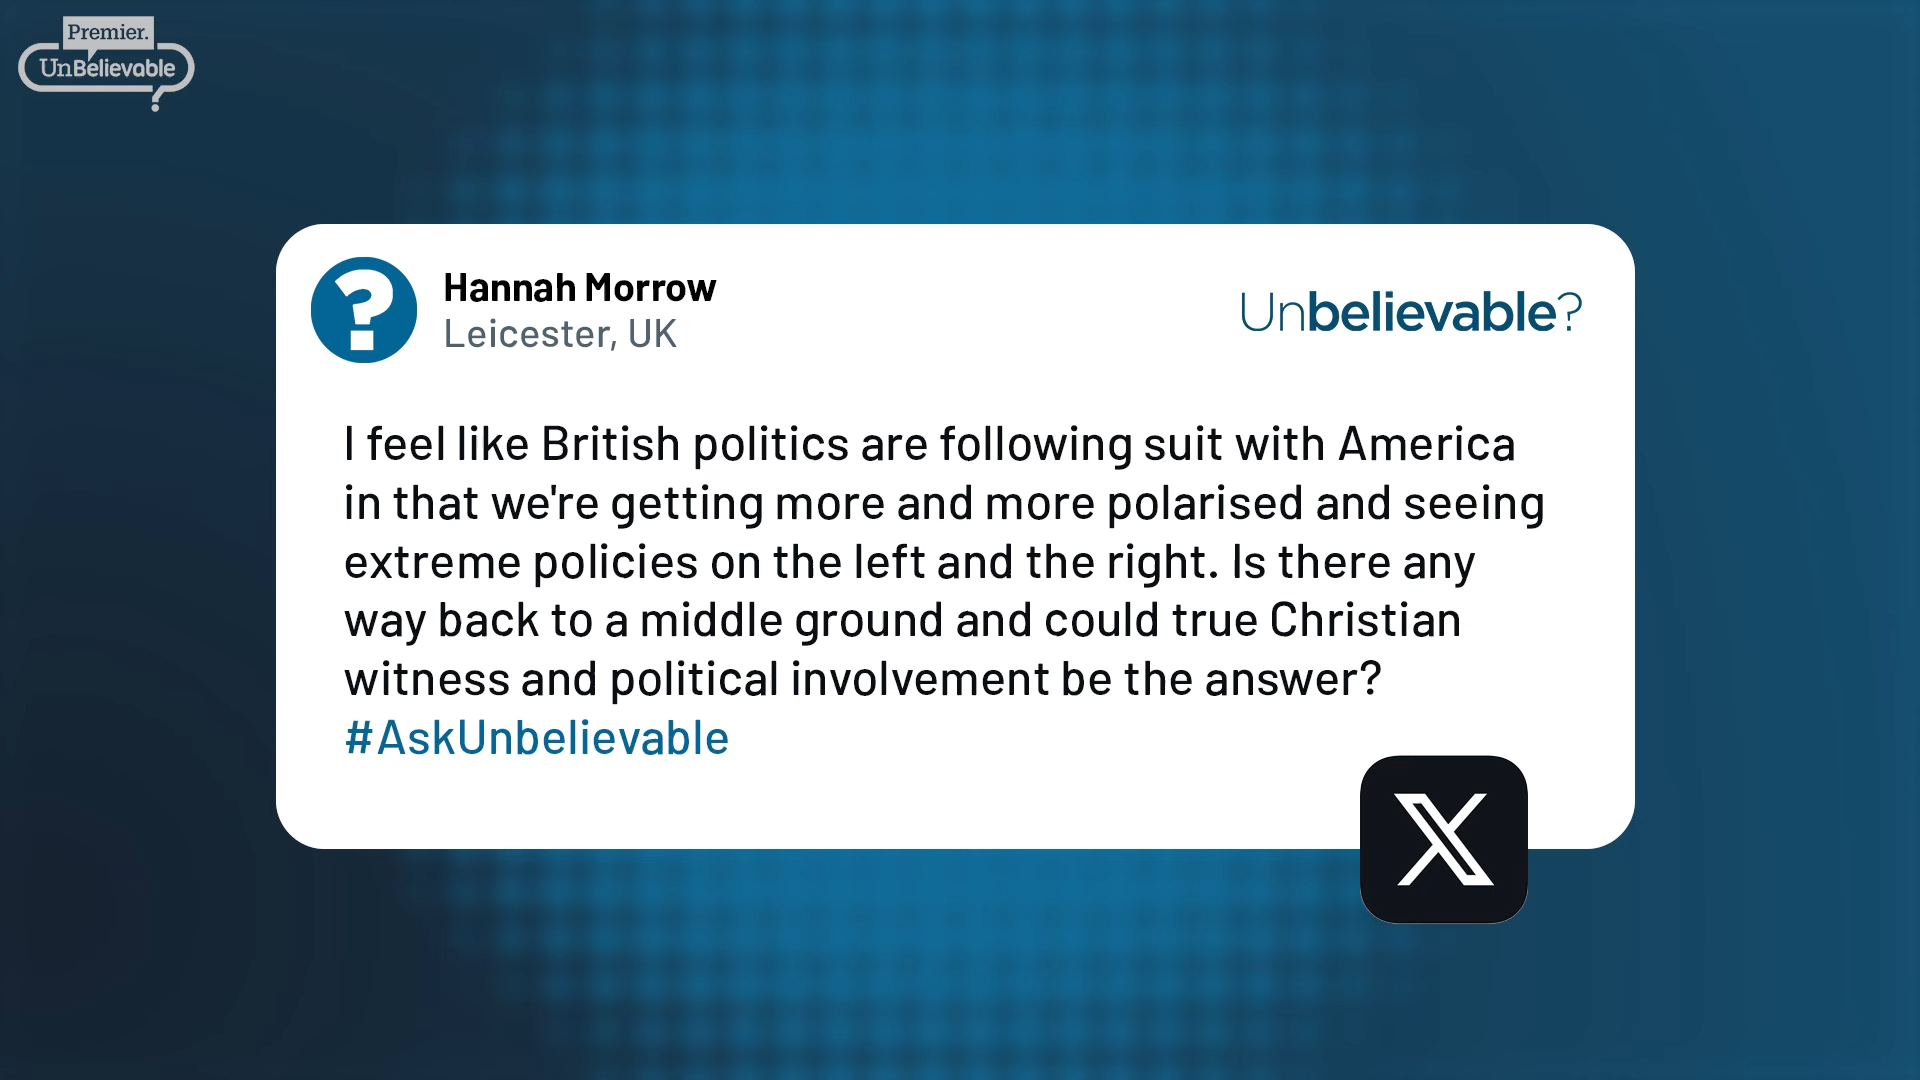 Premier.
UnBelievable
Hannah Morrow
Leicester, UK
Unbelievable?
I feel like British politics are following suit with America
in that we're getting more and more polarised and seeing
extreme policies on the left and the right. Is there any
way back to a middle ground and could true Christian
witness and political involvement be the answer?
#AskUnbelievable